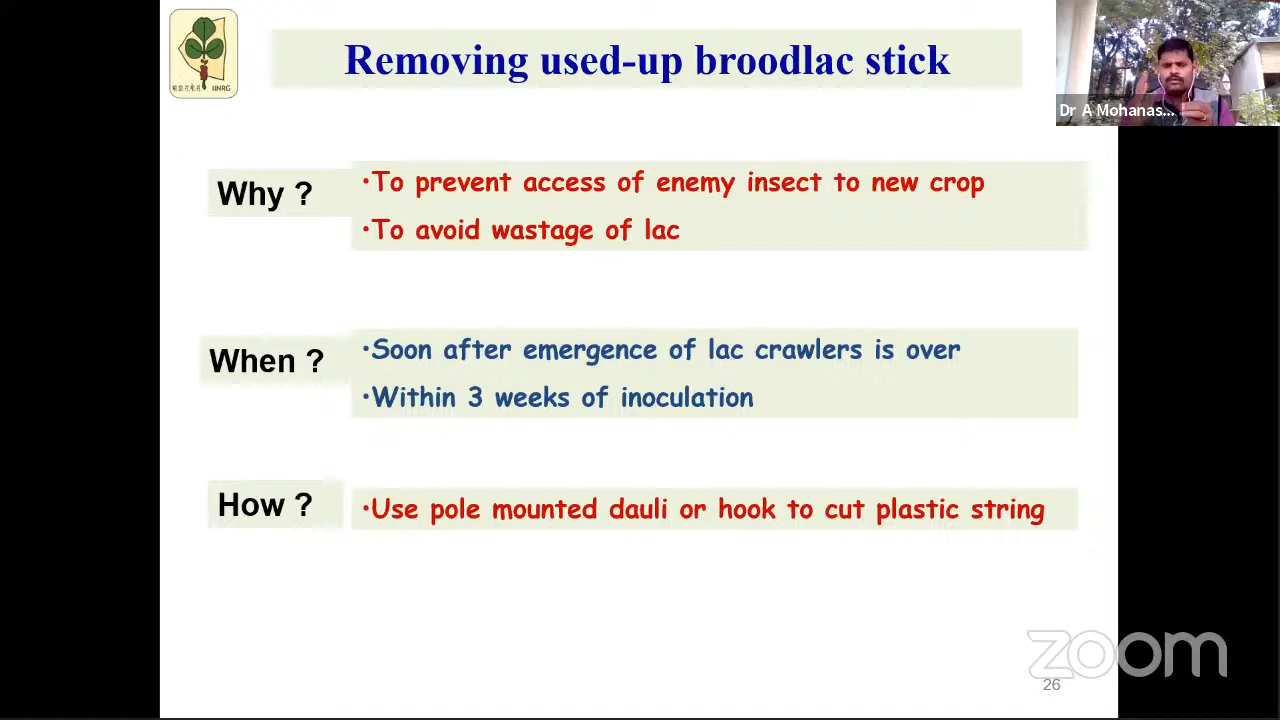 Removing used-up broodlac stick
IINRG
Dr A Mohanas...
Why ?
•To prevent access of enemy insect to new crop
•To avoid wastage of lac
When ?
•Soon after emergence of lac crawlers is over
•Within 3 weeks of inoculation
How ?
•Use pole mounted dauli or hook to cut plastic string
zoom
26